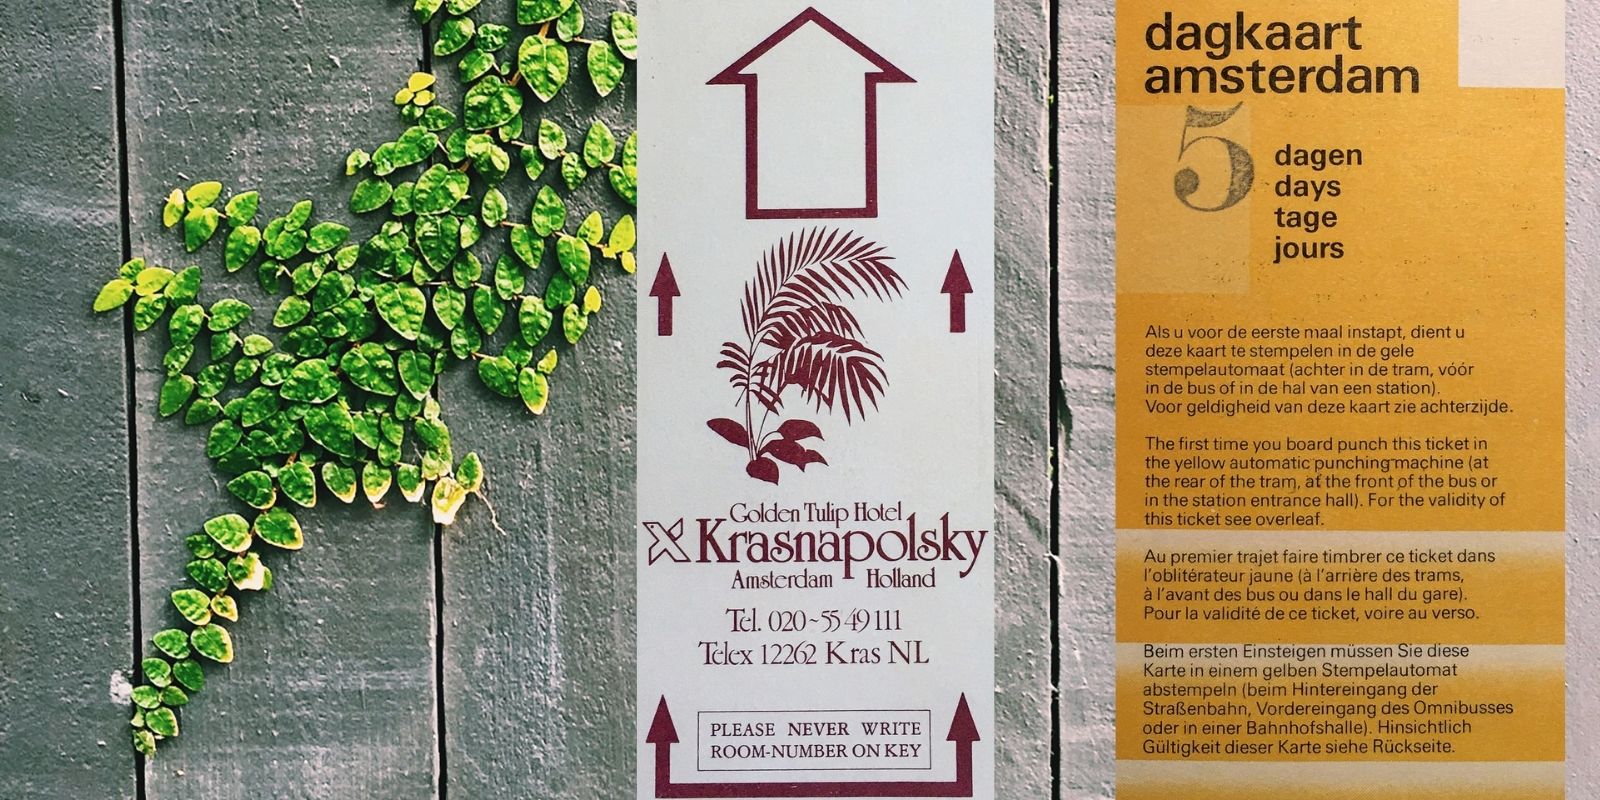 Golden Tulip Hotel
Krasnapolsky
Amsterdam Holland
Tel. 020~55 49 111
Telex 12262 Kras NL
PLEASE NEVER WRITE
ROOM-NUMBER ON KEY
dagkaart
amsterdam
5
dagen
days
tage
jours
Als u voor de eerste maal instapt, dient u
deze kaart te stempelen in de gele
stempelautomaat (achter in de tram, vóór
in de bus of in de hal van een station).
Voor geldigheid van deze kaart zie achterzijde.
The first time you board punch this ticket in
the yellow automatic punching machine (at
the rear of the tram, at the front of the bus or
in the station entrance hall). For the validity of
this ticket see overleaf.
Au premier trajet faire timbrer ce ticket dans
l'oblitérateur jaune (à l'arrière des trams,
à l'avant des bus ou dans le hall du gare).
Pour la validité de ce ticket, voire au verso.
Beim ersten Einsteigen müssen Sie diese
Karte in einem gelben Stempelautomat
abstempeln (beim Hintereingang der
Straßenbahn, Vordereingang des Omnibusses
oder in einer Bahnhofshalle). Hinsichtlich
Gültigkeit dieser Karte siehe Rückseite.